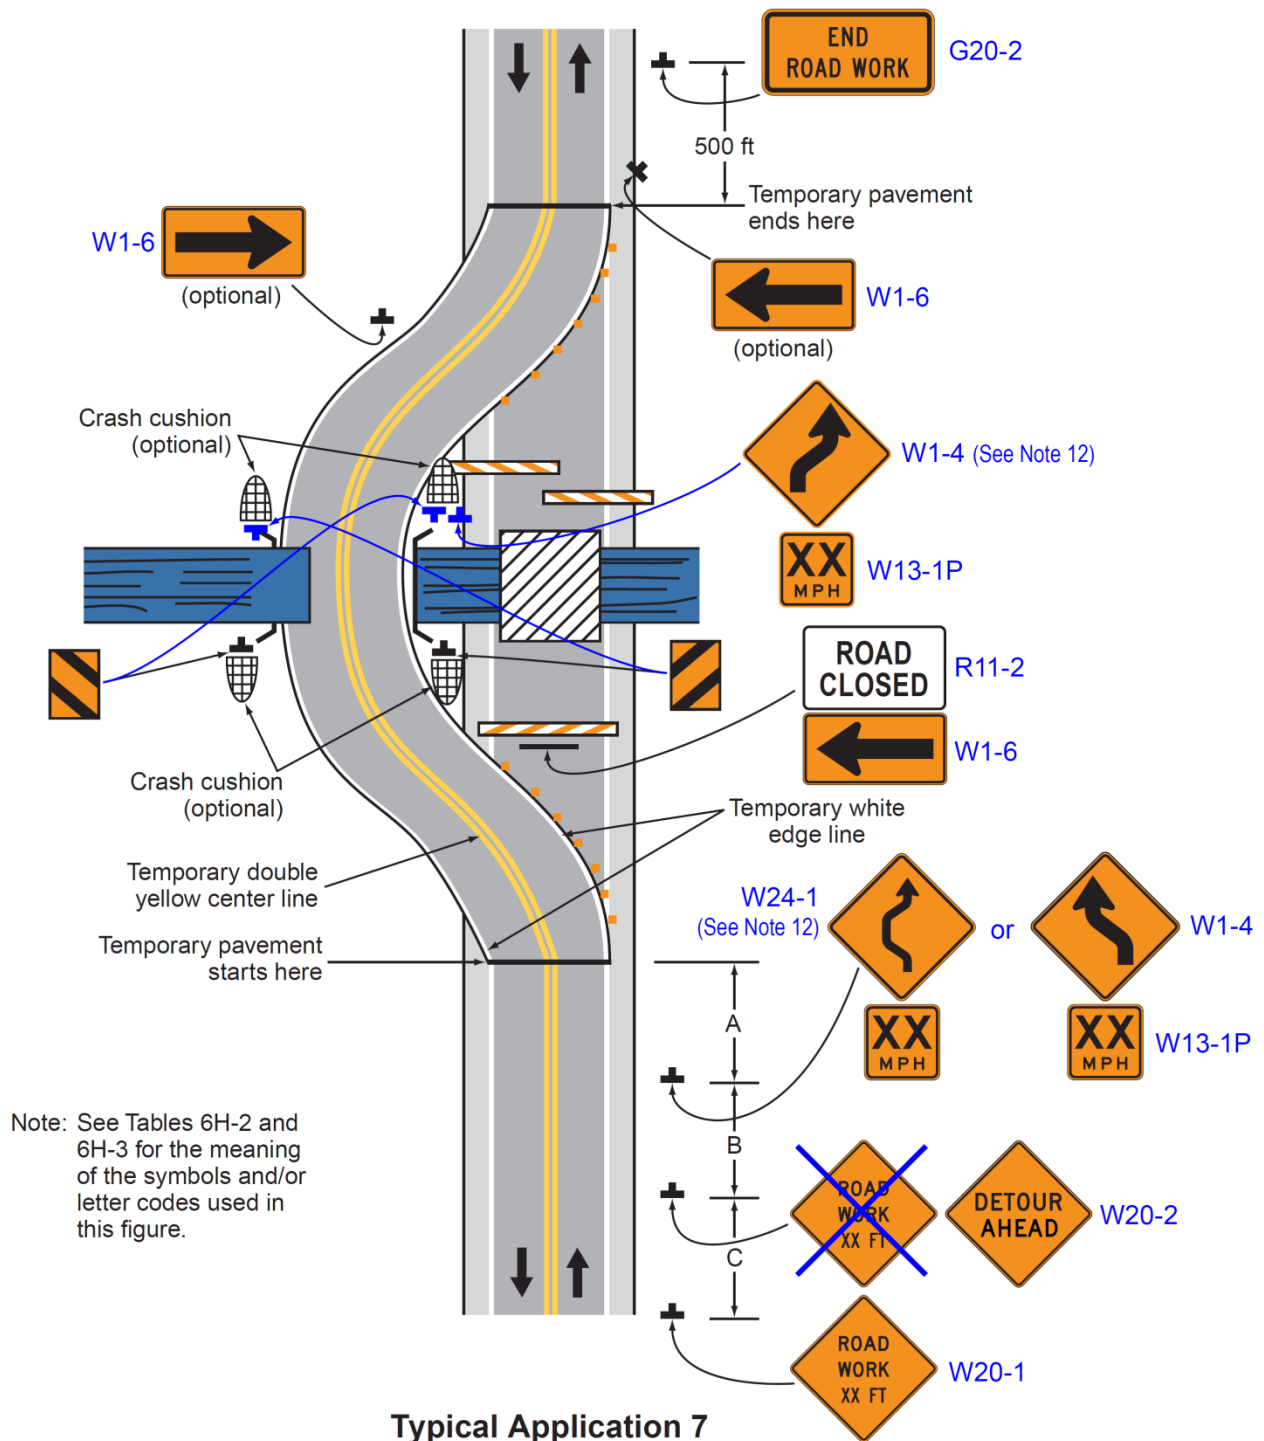 END
ROAD WORK
G20-2
500 ft
Temporary pavement
ends here
W1-6
(optional)
W1-6
(optional)
Crash cushion
(optional)
W1-4 (See Note 12)
XX
MPH
W13-1P
ROAD
CLOSED
R11-2
W1-6
Crash cushion
(optional)
Temporary white
edge line
Temporary double
yellow center line
W24-1
(See Note 12)
or
W1-4
Temporary pavement
starts here
A
XX
MPH
XX
MPH
W13-1P
Note: See Tables 6H-2 and
6H-3 for the meaning
of the symbols and/or
letter codes used in
this figure.
B
ROAD
WORK
XX FT
DETOUR
AHEAD
W20-2
C
ROAD
WORK
XX FT
W20-1
Typical Application 7